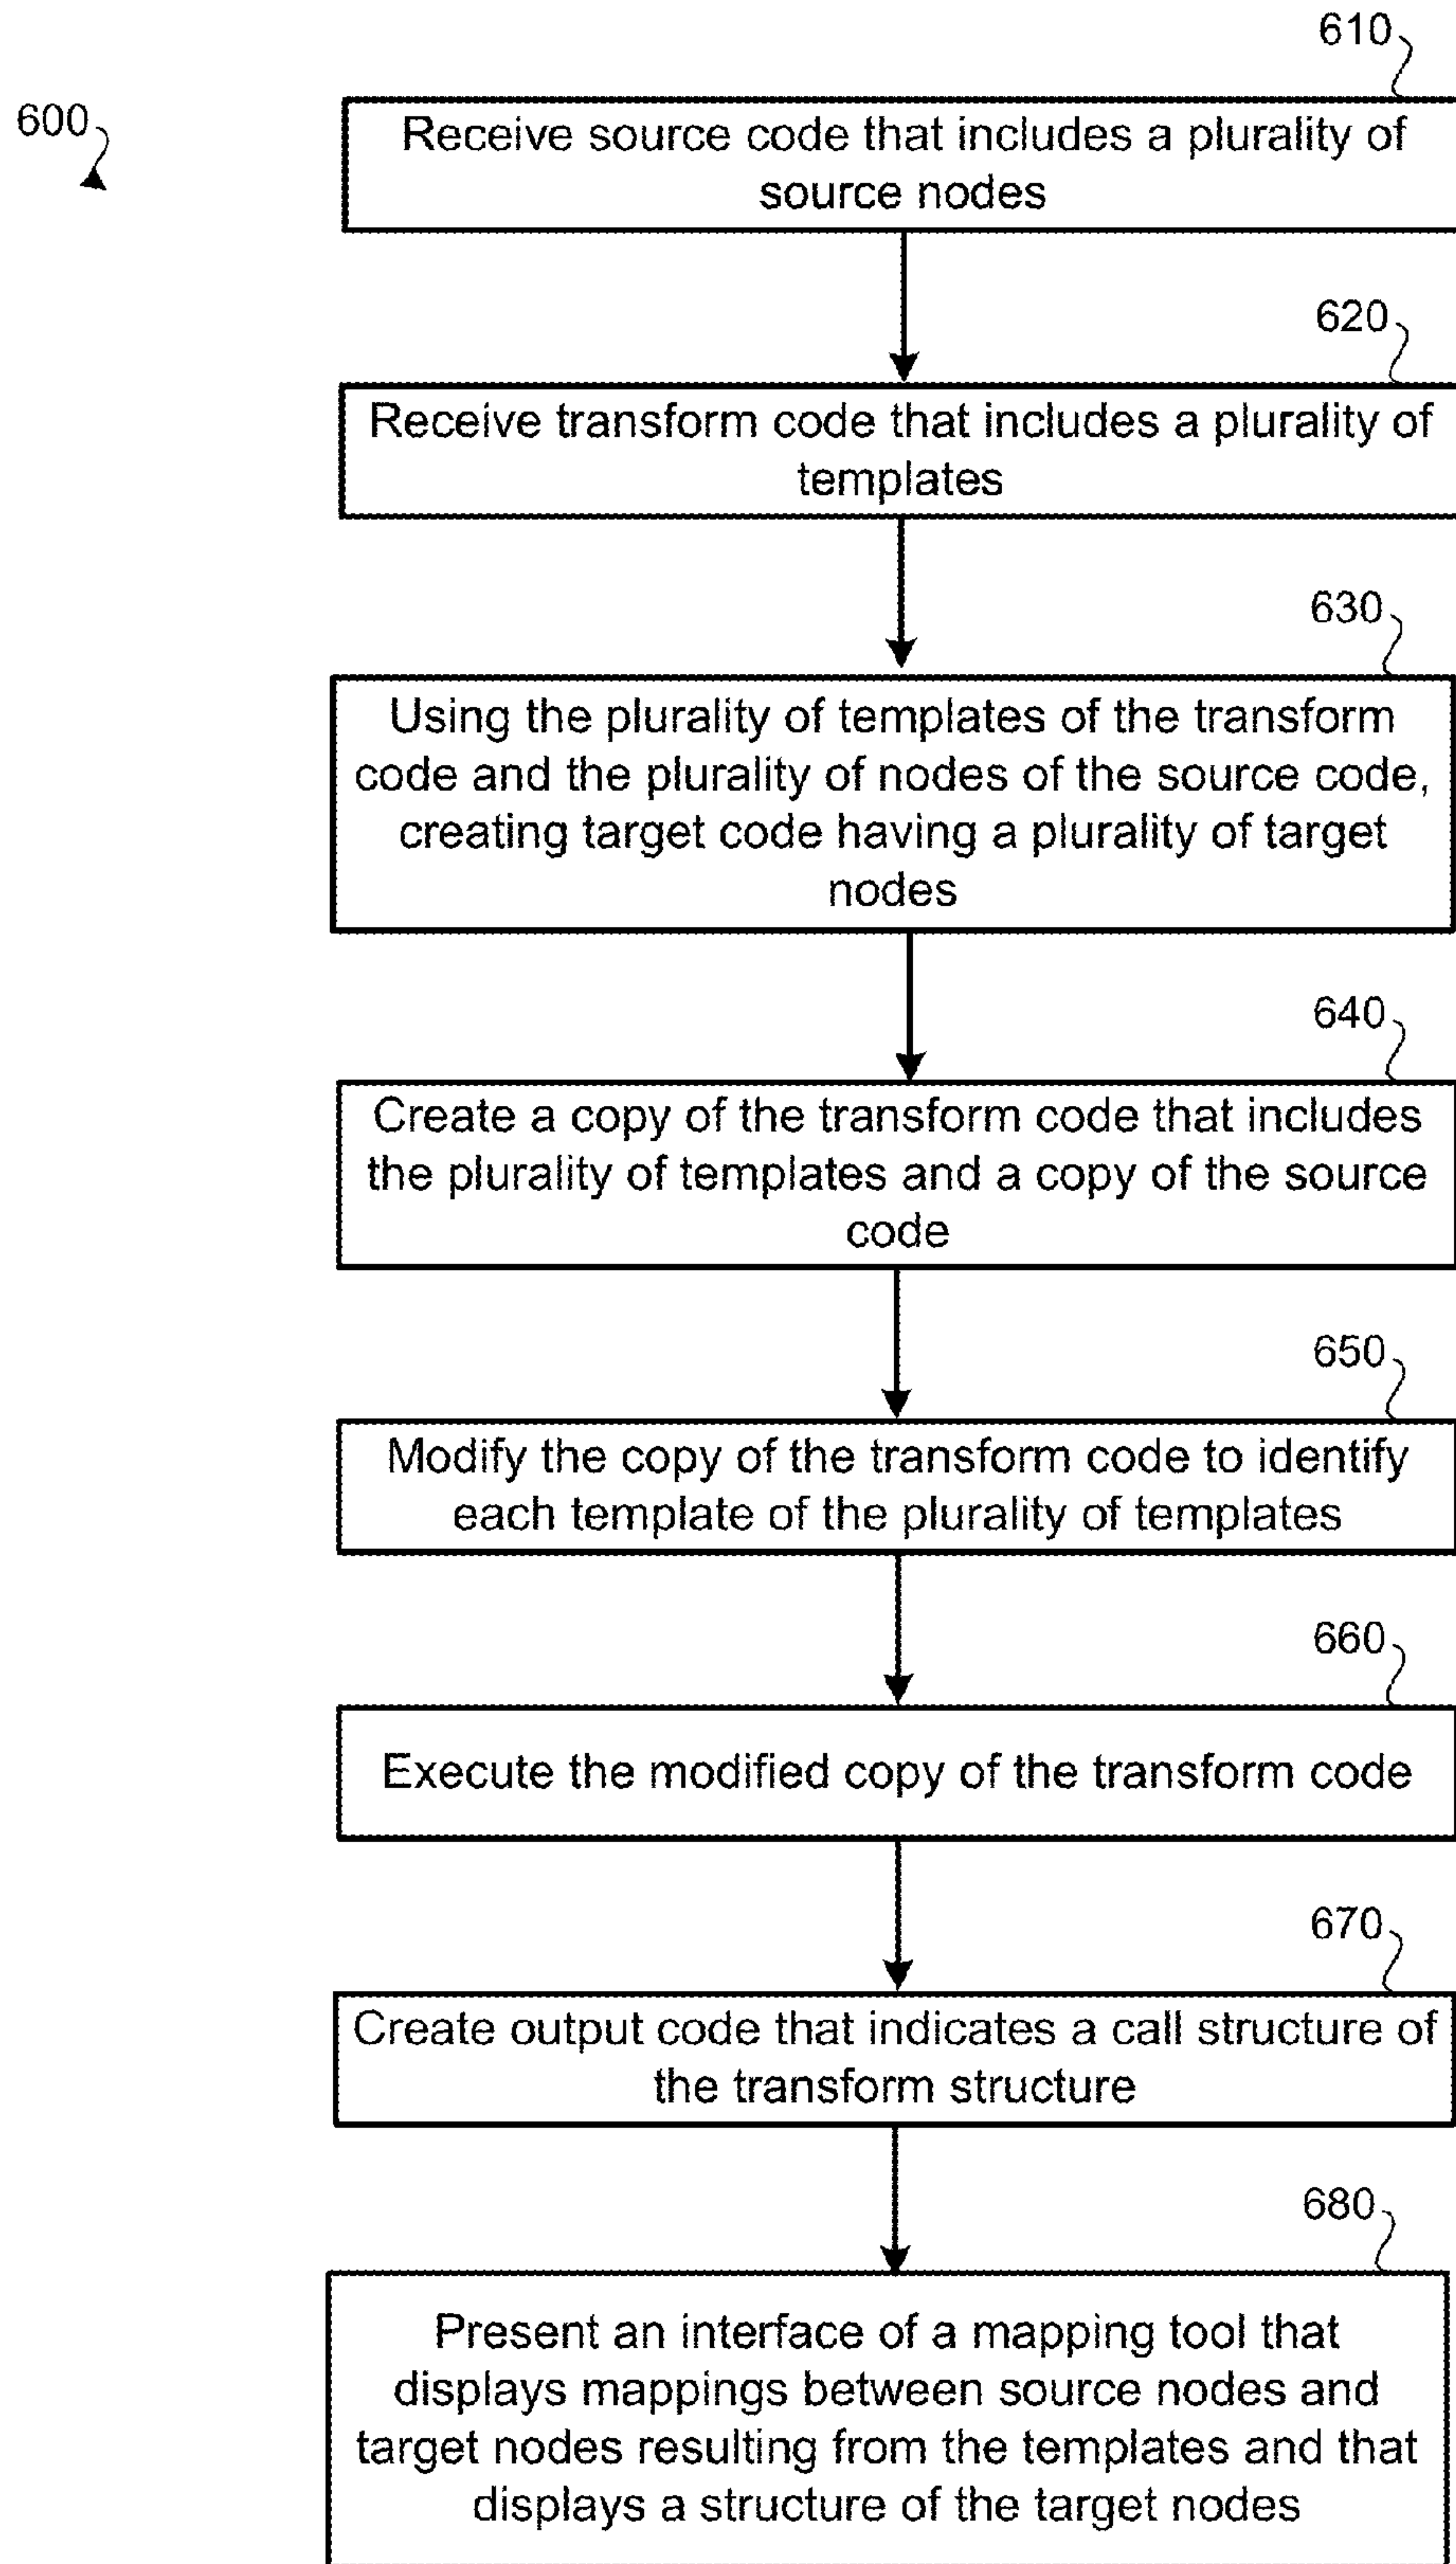 610
600
Receive source code that includes a plurality of
source nodes
620
Receive transform code that includes a plurality of
templates
630
Using the plurality of templates of the transform
code and the plurality of nodes of the source code,
creating target code having a plurality of target
nodes
640
Create a copy of the transform code that includes
the plurality of templates and a copy of the source
code
650
Modify the copy of the transform code to identify
each template of the plurality of templates
660
Execute the modified copy of the transform code
670
Create output code that indicates a call structure of
the transform structure
680
Present an interface of a mapping tool that
displays mappings between source nodes and
target nodes resulting from the templates and that
displays a structure of the target nodes